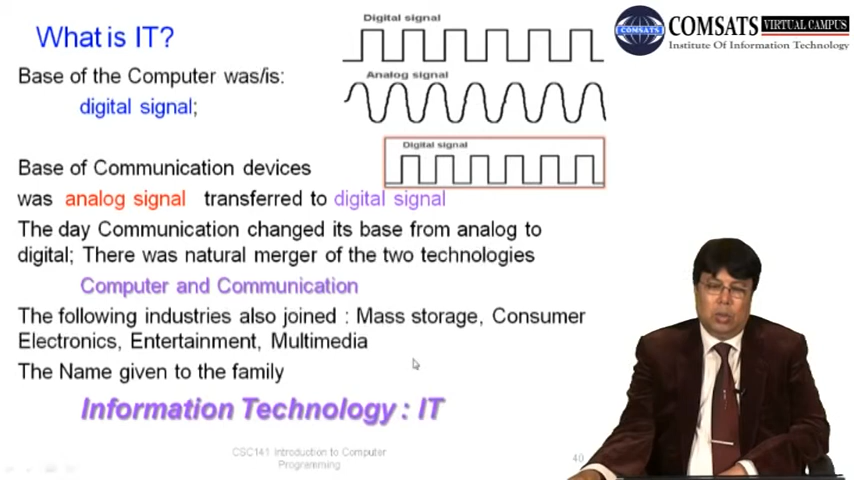 What is IT?
Digital signal
COMSATS VIRTUAL CAMPUS
COMSATS
Institute Of Information Technology
Base of the Computer was/is:
Analog signal
digital signal;
Digital signal
Base of Communication devices
was analog signal transferred to digital signal
The day Communication changed its base from analog to
digital; There was natural merger of the two technologies
Computer and Communication
The following industries also joined : Mass storage, Consumer
Electronics, Entertainment, Multimedia
The Name given to the family
Information Technology : IT
CSC141 Introduction to Computer
Programming
40